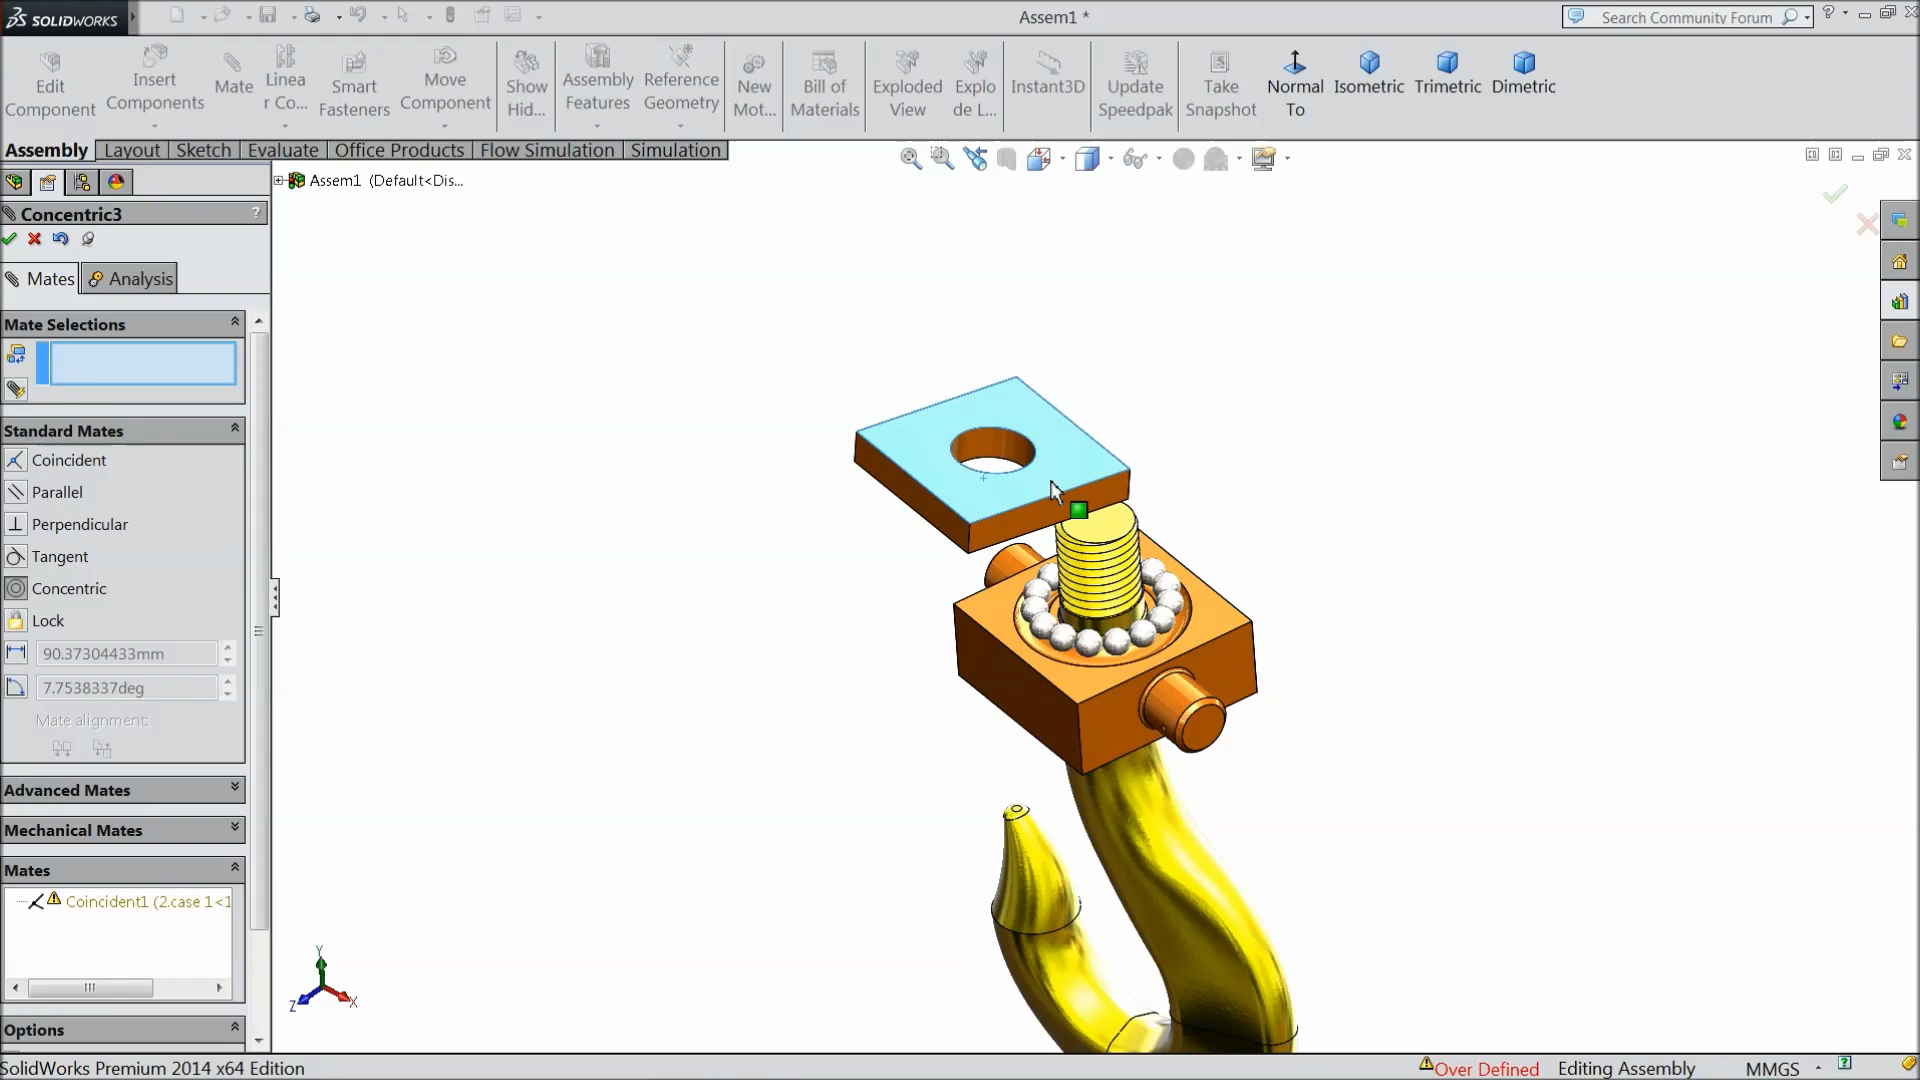 SOLIDWORKS
Assem1 *
Search Community Forum
Edit Component
Insert Components
Mate
Linea r Co...
Smart Fasteners
Move Component
Show Hid...
Assembly Features
Reference Geometry
New Mot...
Bill of Materials
Exploded View
Explo de L...
Instant3D
Update Speedpak
Take Snapshot
Normal To
Isometric
Trimetric
Dimetric
Assembly
Layout
Sketch
Evaluate
Office Products
Flow Simulation
Simulation
Assem1 (Default<Dis...
Concentric3
?
Mates
Analysis
Mate Selections
Standard Mates
Coincident
Parallel
Perpendicular
Tangent
Concentric
Lock
90.37304433mm
7.7538337deg
Mate alignment:
Advanced Mates
Mechanical Mates
Mates
Coincident1 (2.case 1<1
Options
Y
Z
X
SolidWorks Premium 2014 x64 Edition
Over Defined
Editing Assembly
MMGS